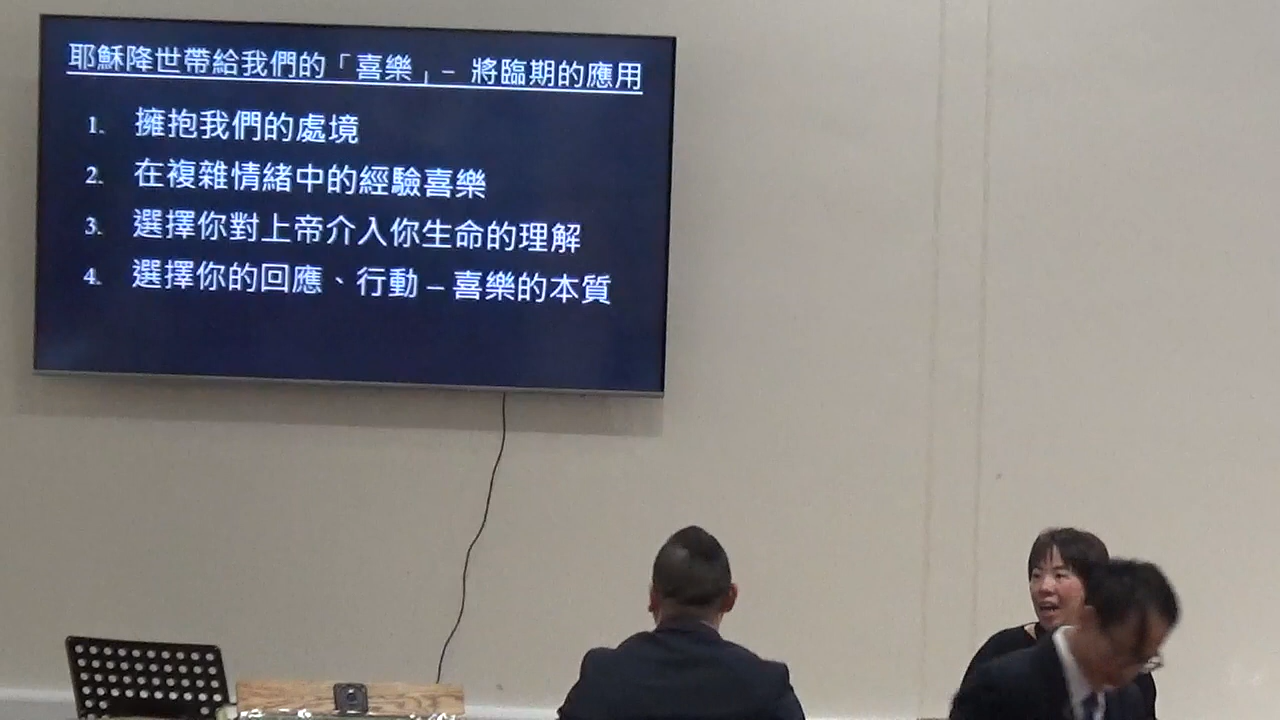 耶穌降世帶給我們的「喜樂」– 將臨期的應用
1. 擁抱我們的處境
2. 在複雜情緒中的經驗喜樂
3. 選擇你對上帝介入你生命的理解
4. 選擇你的回應、行動 – 喜樂的本質